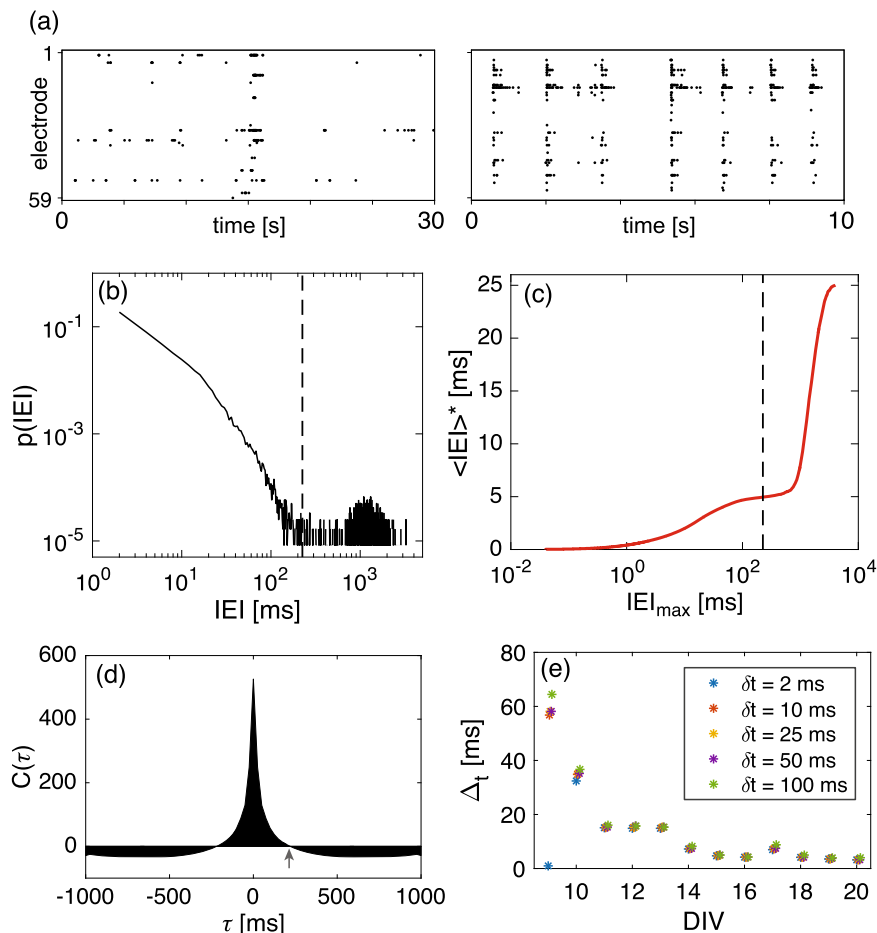 (a)
1
electrode
59
0
time [s]
30
0
time [s]
10
(b)
p(IEI)
10^-1
10^-3
10^-5
10^0
10^1
10^2
10^3
IEI [ms]
(c)
<IEI>* [ms]
25
20
15
10
5
0
10^-2
10^0
10^2
10^4
IEI_max [ms]
(d)
C(τ)
600
400
200
0
-1000
-500
0
500
1000
τ [ms]
(e)
Δ_t [ms]
80
60
40
20
0
10
12
14
16
18
20
DIV
δt = 2 ms
δt = 10 ms
δt = 25 ms
δt = 50 ms
δt = 100 ms